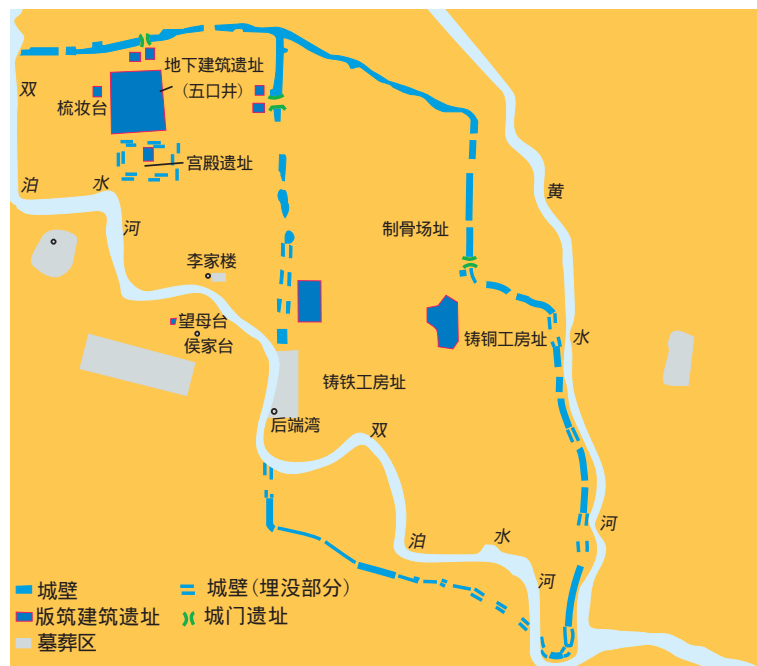 地下建筑遗址
（五口井）
双
梳妆台
宫殿遗址
泊
水
河
黄
制骨场址
李家楼
望母台
侯家台
铸铜工房址
水
铸铁工房址
后端湾
双
泊
水
河
河
城壁
城壁（埋没部分）
版筑建筑遗址
城门遗址
墓葬区